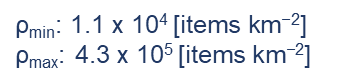 ρmin: 1.1 x 10⁴ [items km⁻²]
ρmax: 4.3 x 10⁵ [items km⁻²]